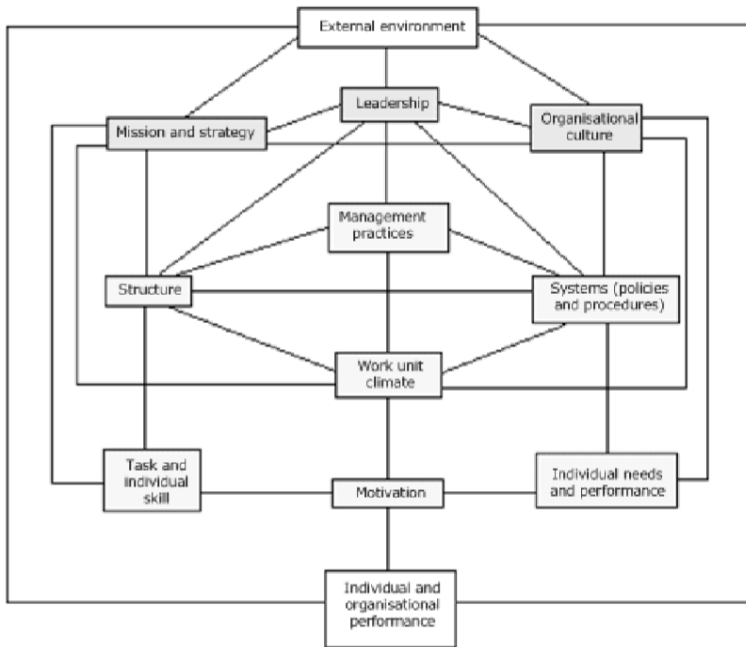 External environment
Leadership
Mission and strategy
Organisational
culture
Management
practices
Structure
Systems (policies
and procedures)
Work unit
climate
Task and
individual
skill
Motivation
Individual needs
and performance
Individual and
organisational
performance